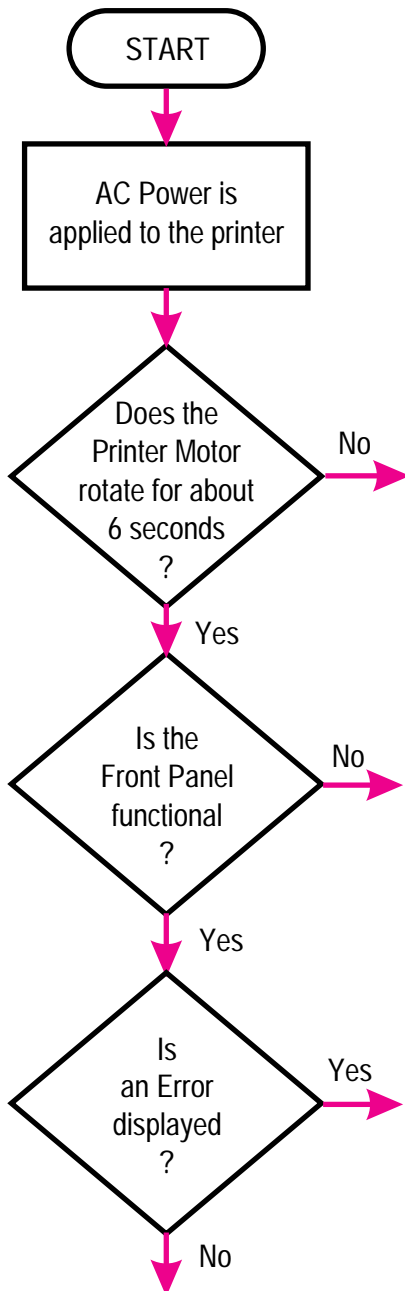 START
AC Power is
applied to the printer
Does the
Printer Motor
rotate for about
6 seconds
?
No
Yes
Is the
Front Panel
functional
?
No
Yes
Is
an Error
displayed
?
Yes
No